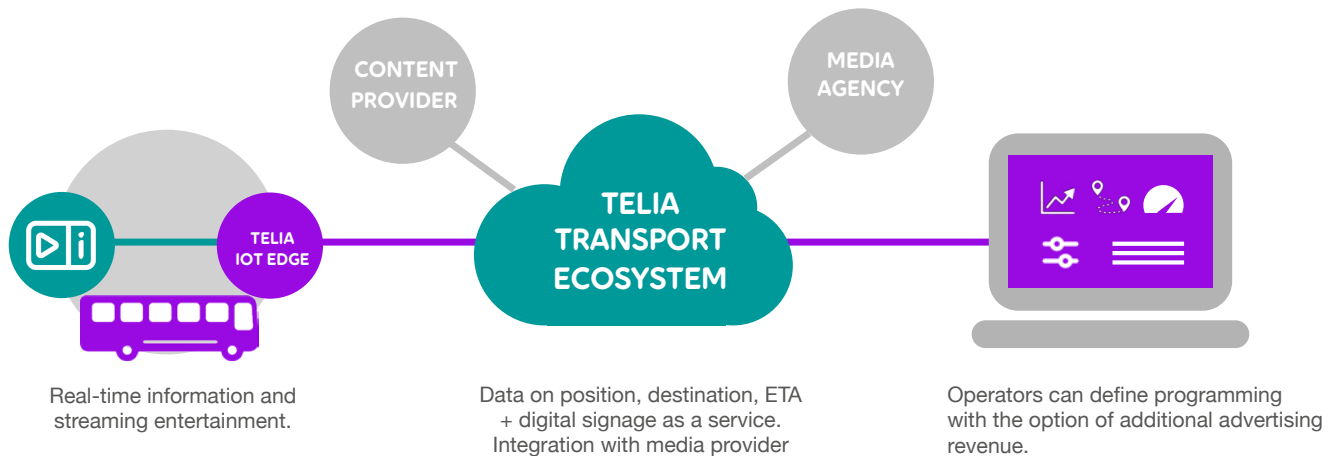 CONTENT
PROVIDER
MEDIA
AGENCY
i
TELIA
IOT EDGE
TELIA
TRANSPORT
ECOSYSTEM
Real-time information and
streaming entertainment.
Data on position, destination, ETA
+ digital signage as a service.
Integration with media provider
Operators can define programming
with the option of additional advertising
revenue.